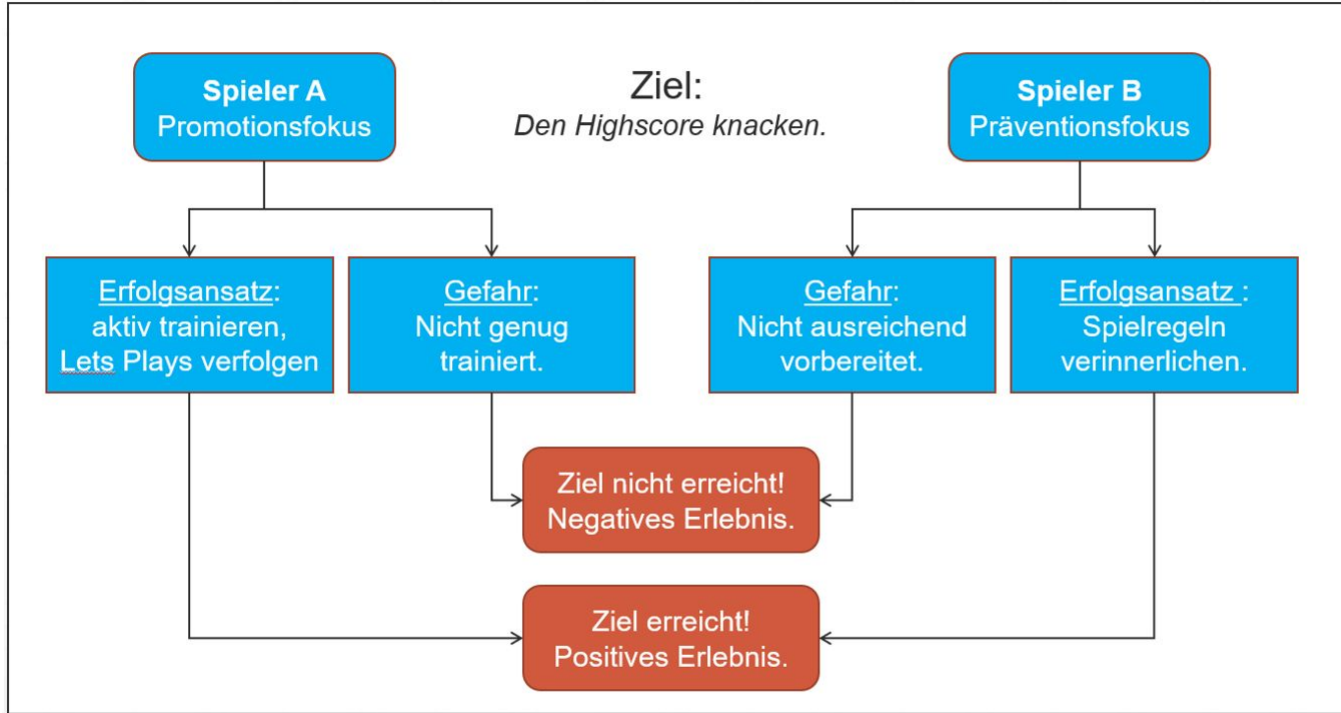 Spieler A
Promotionsfokus
Ziel:
Den Highscore knacken.
Spieler B
Präventionsfokus
Erfolgsansatz:
aktiv trainieren,
Lets Plays verfolgen
Gefahr:
Nicht genug
trainiert.
Gefahr:
Nicht ausreichend
vorbereitet.
Erfolgsansatz :
Spielregeln
verinnerlichen.
Ziel nicht erreicht!
Negatives Erlebnis.
Ziel erreicht!
Positives Erlebnis.